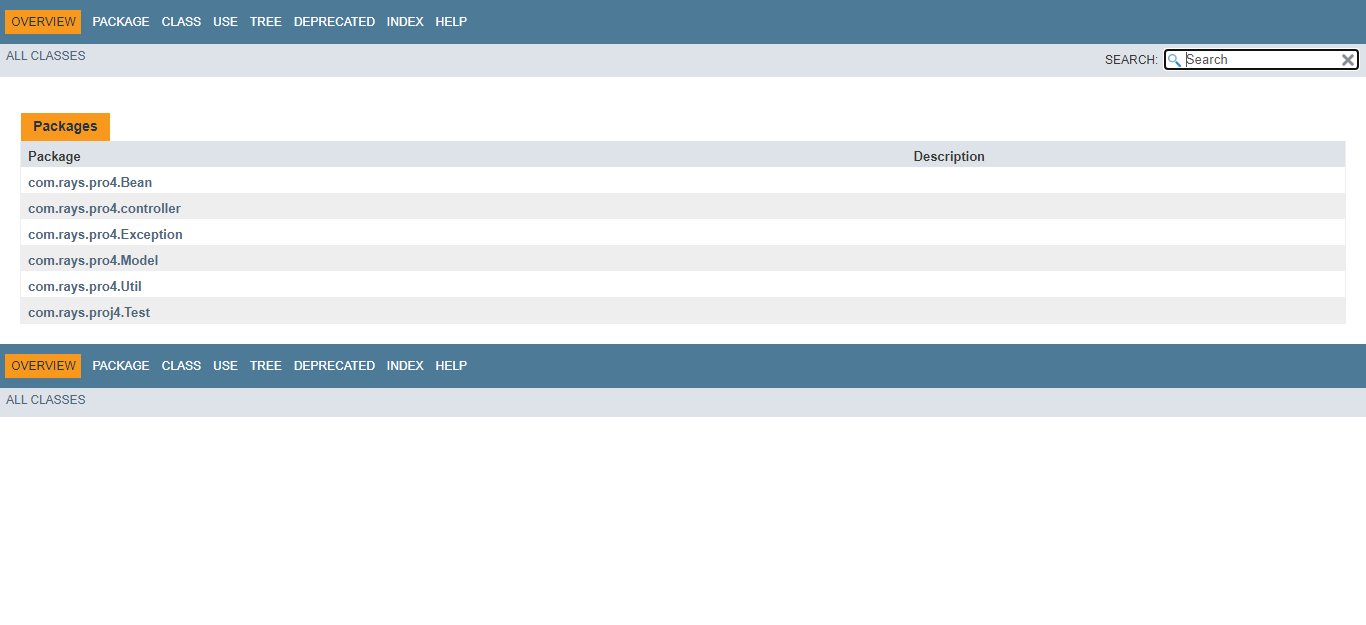 OVERVIEW PACKAGE CLASS USE TREE DEPRECATED INDEX HELP
ALL CLASSES
SEARCH: Search
Packages
Package Description
com.rays.pro4.Bean
com.rays.pro4.controller
com.rays.pro4.Exception
com.rays.pro4.Model
com.rays.pro4.Util
com.rays.proj4.Test
OVERVIEW PACKAGE CLASS USE TREE DEPRECATED INDEX HELP
ALL CLASSES